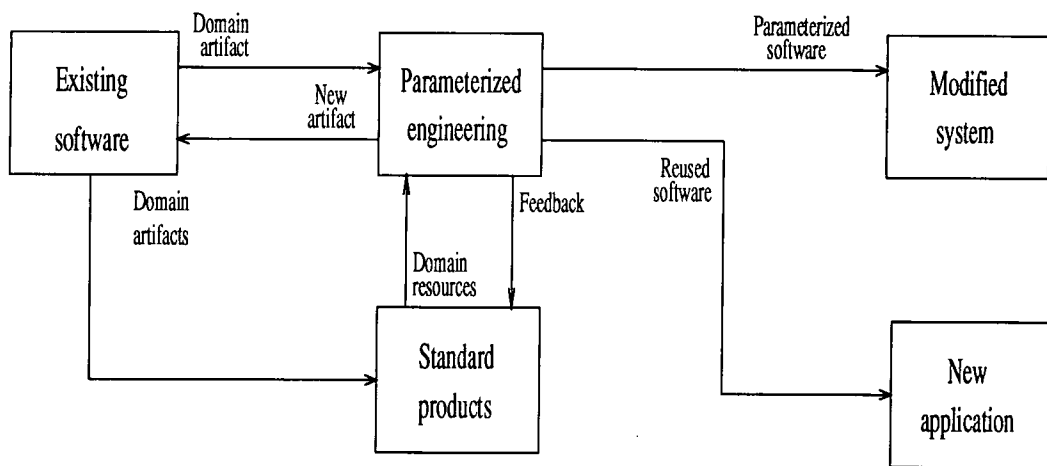 Domain
artifact
Parameterized
software
Existing
software
Parameterized
engineering
Modified
system
New
artifact
Reused
software
Domain
artifacts
Feedback
Domain
resources
Standard
products
New
application